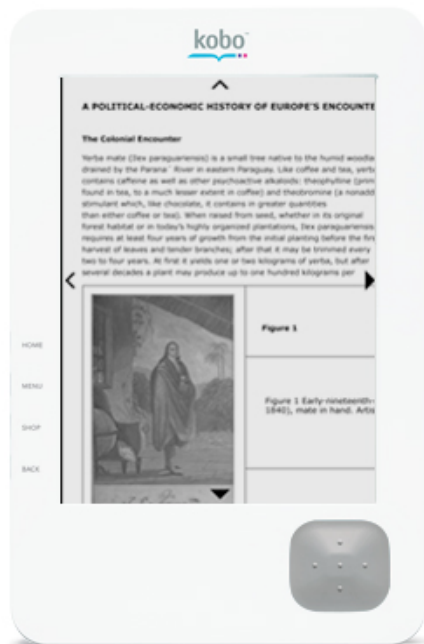 kobo
A POLITICAL-ECONOMIC HISTORY OF EUROPE'S ENCOUNTE
The Colonial Encounter
Yerba mate (Ilex paraguariensis) is a small tree native to the humid woodla
drained by the Parana´ River in eastern Paraguay. Like coffee and tea, yerb
contains caffeine as well as other psychoactive alkaloids: theophylline (prim
found in tea, to a much lesser extent in coffee) and theobromine (a nonadd
stimulant which, like chocolate, it contains in greater quantities
than either coffee or tea). When raised from seed, whether in its original
forest habitat or in today's highly organized plantations, Ilex paraguariensis
requires at least four years of growth from the initial planting before the firs
harvest of leaves and tender branches; after that it may be trimmed every
two to four years. At first it yields one or two kilograms of yerba, but after
several decades a plant may produce up to one hundred kilograms per
Figure 1
Figure 1 Early-nineteenth-
1840), mate in hand. Artis
HOME
MENU
SHOP
BACK